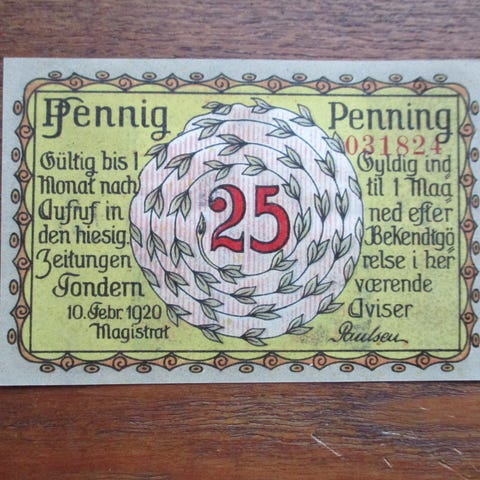 Pfennig
Gültig bis 1
Monat nach
Aufruf in
den hiesig.
Zeitungen
Tondern
10. Febr. 1920
Magistrat
25
Penning
031824
Gyldig ind
til 1 Maa
ned efter
Bekendtgö
relse i her
værende
Aviser
Paulsen